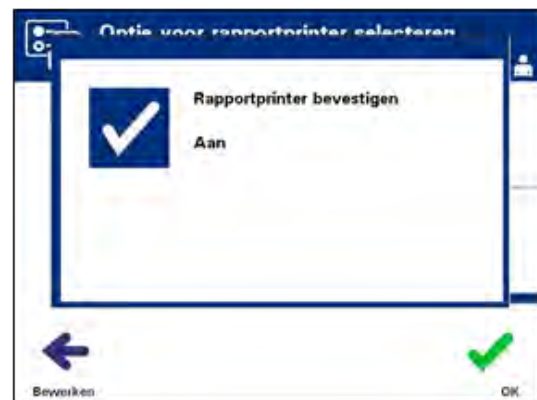 Optie voor rapportprinter selecteren
Rapportprinter bevestigen
Aan
Bewerken
OK